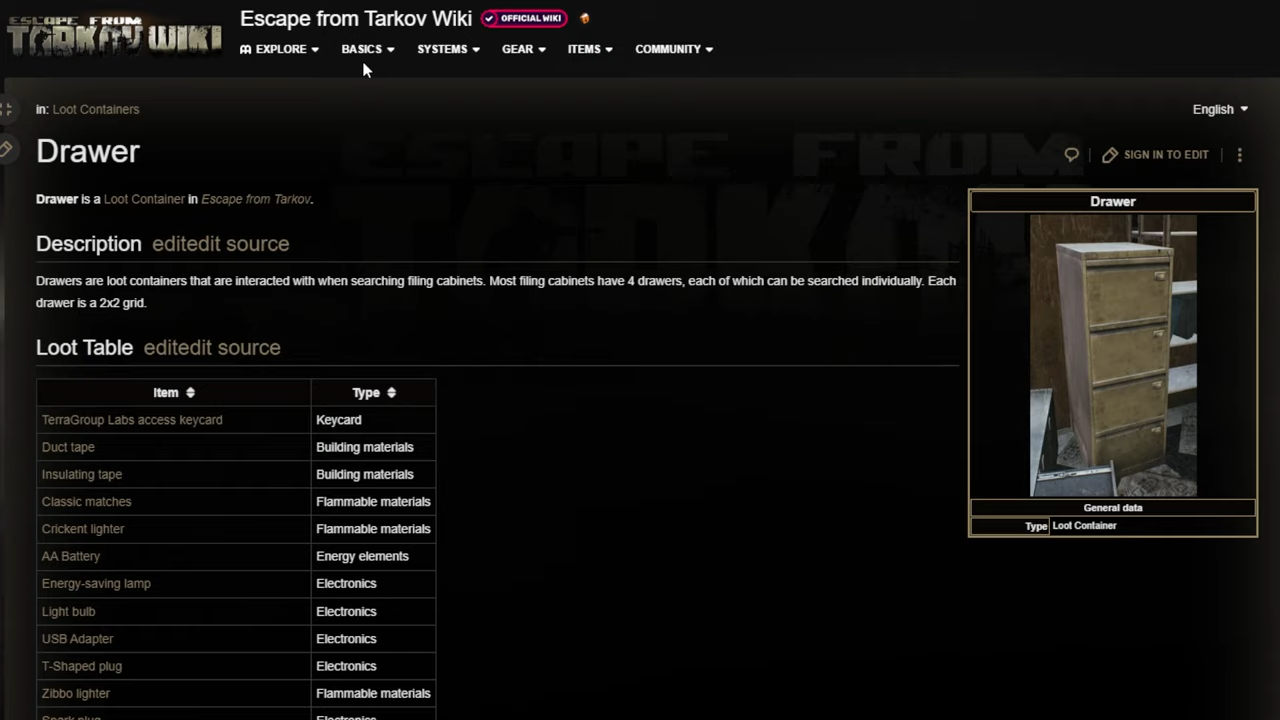 ESCAPE FROM
TARKOV WIKI
Escape from Tarkov Wiki
OFFICIAL WIKI
EXPLORE
BASICS
SYSTEMS
GEAR
ITEMS
COMMUNITY
in: Loot Containers
English
Drawer
SIGN IN TO EDIT
Drawer is a Loot Container in Escape from Tarkov.
Description editedit source
Drawers are loot containers that are interacted with when searching filing cabinets. Most filing cabinets have 4 drawers, each of which can be searched individually. Each
drawer is a 2x2 grid.
Loot Table editedit source
Item Type
TerraGroup Labs access keycard Keycard
Duct tape Building materials
Insulating tape Building materials
Classic matches Flammable materials
Crickent lighter Flammable materials
AA Battery Energy elements
Energy-saving lamp Electronics
Light bulb Electronics
USB Adapter Electronics
T-Shaped plug Electronics
Zibbo lighter Flammable materials
Spark plug Electronics
Drawer
General data
Type Loot Container
ESCAPE FROM
TARKOV